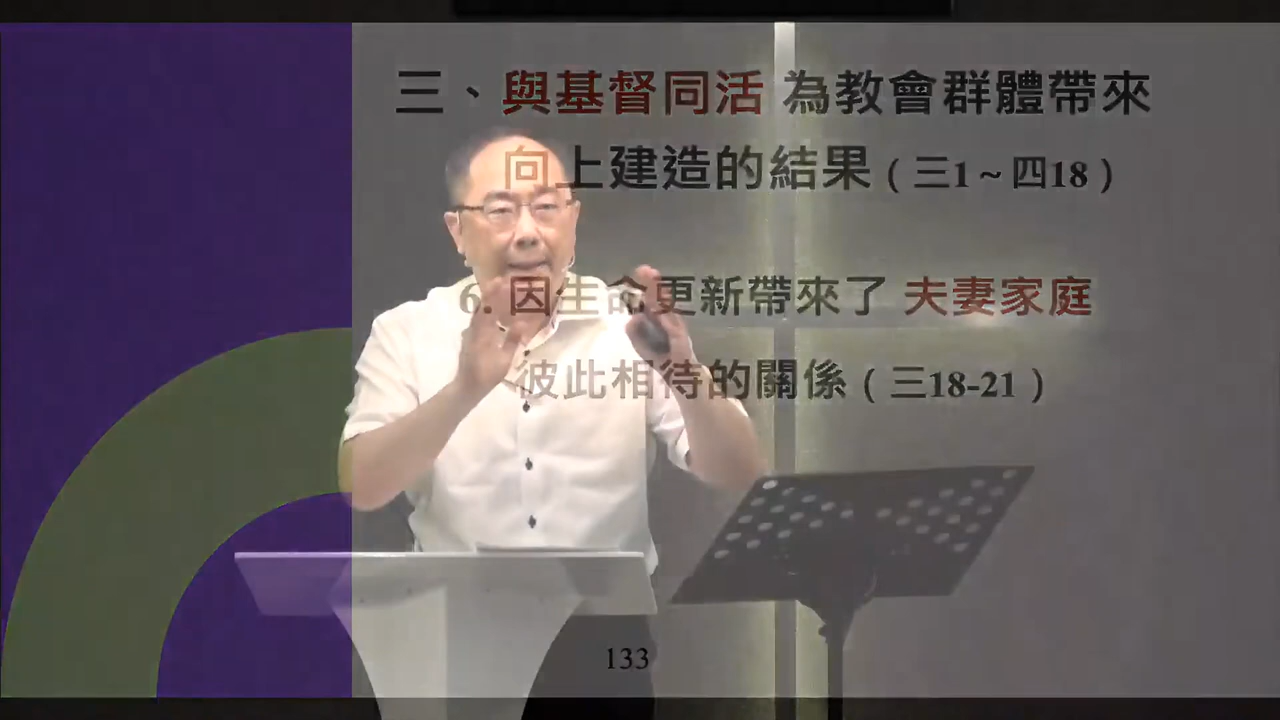 三、與基督同活 為教會群體帶來
向上建造的結果（三1～四18）
6. 因生命更新帶來了 夫妻家庭
彼此相待的關係（三18-21）
133